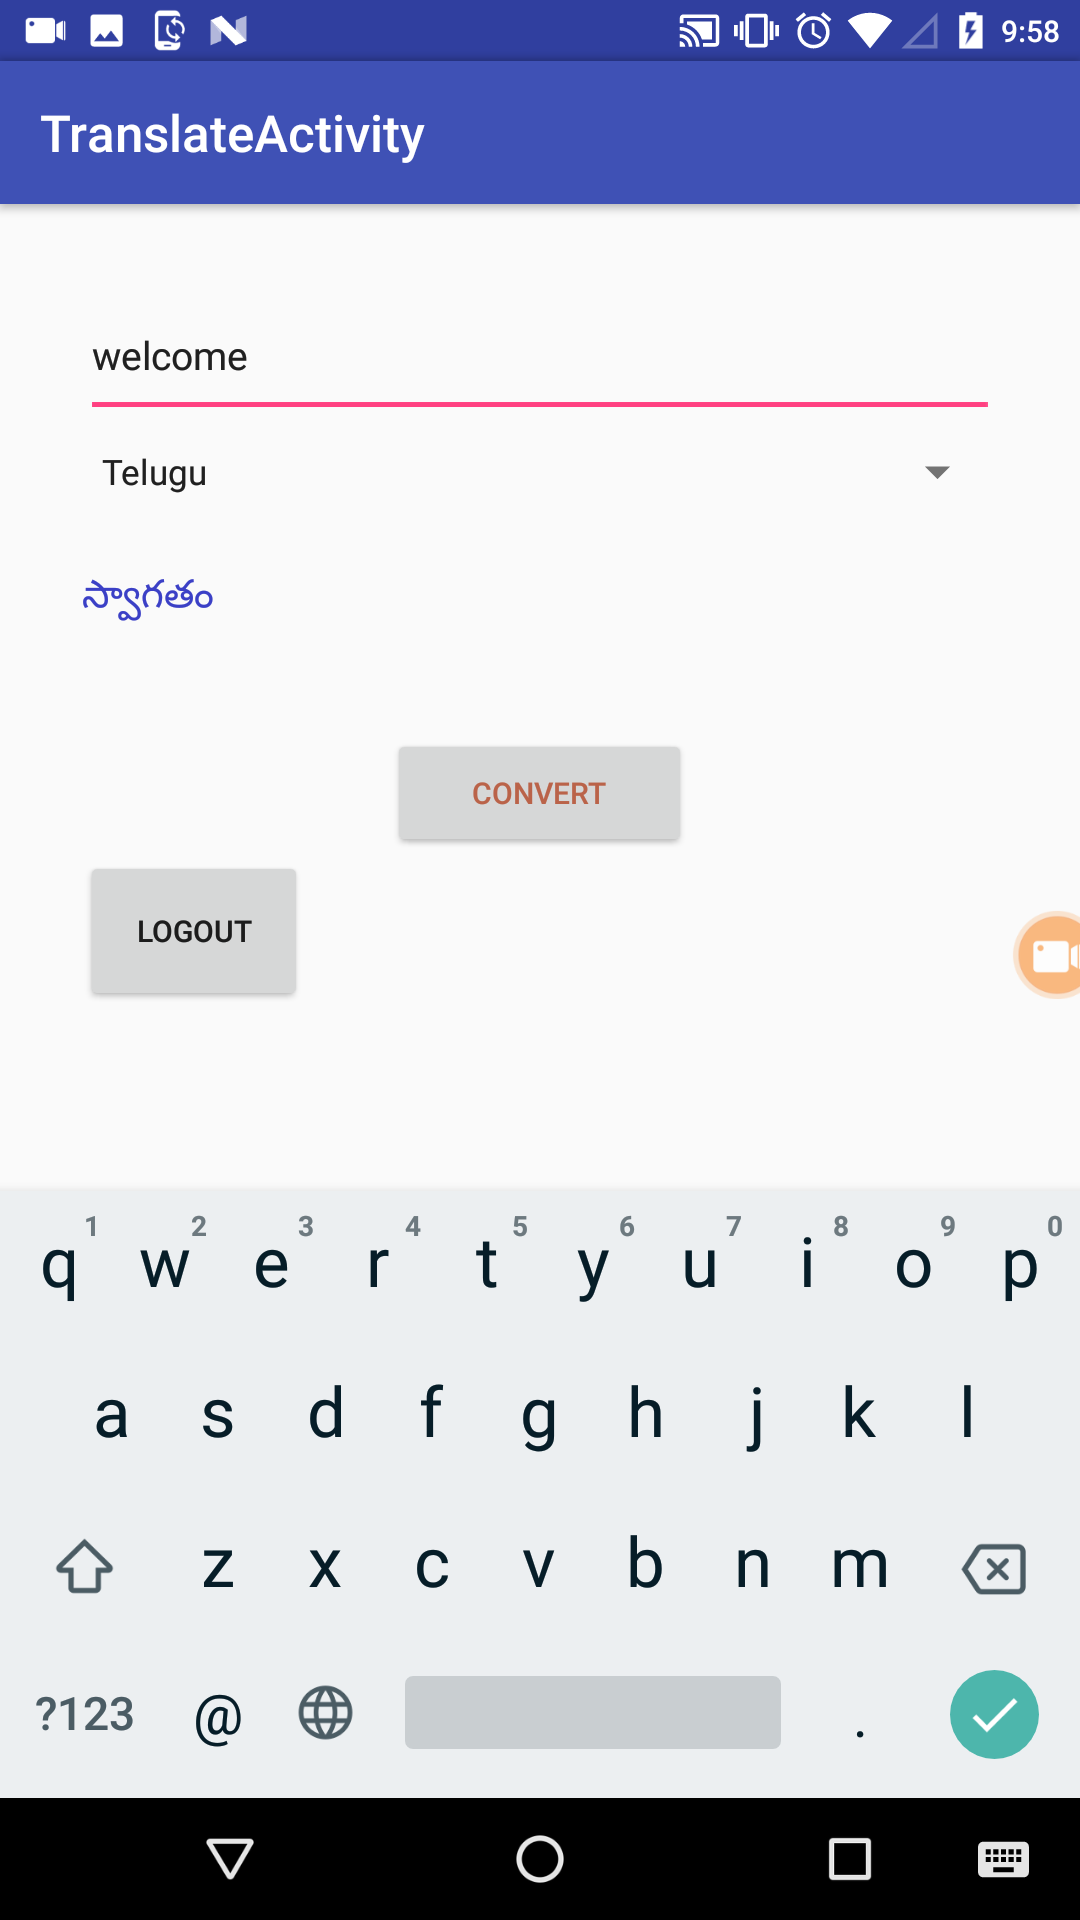 9:58
TranslateActivity
welcome
Telugu
స్వాగతం
CONVERT
LOGOUT
1 2 3 4 5 6 7 8 9 0
q w e r t y u i o p
a s d f g h j k l
z x c v b n m
?123 @ .